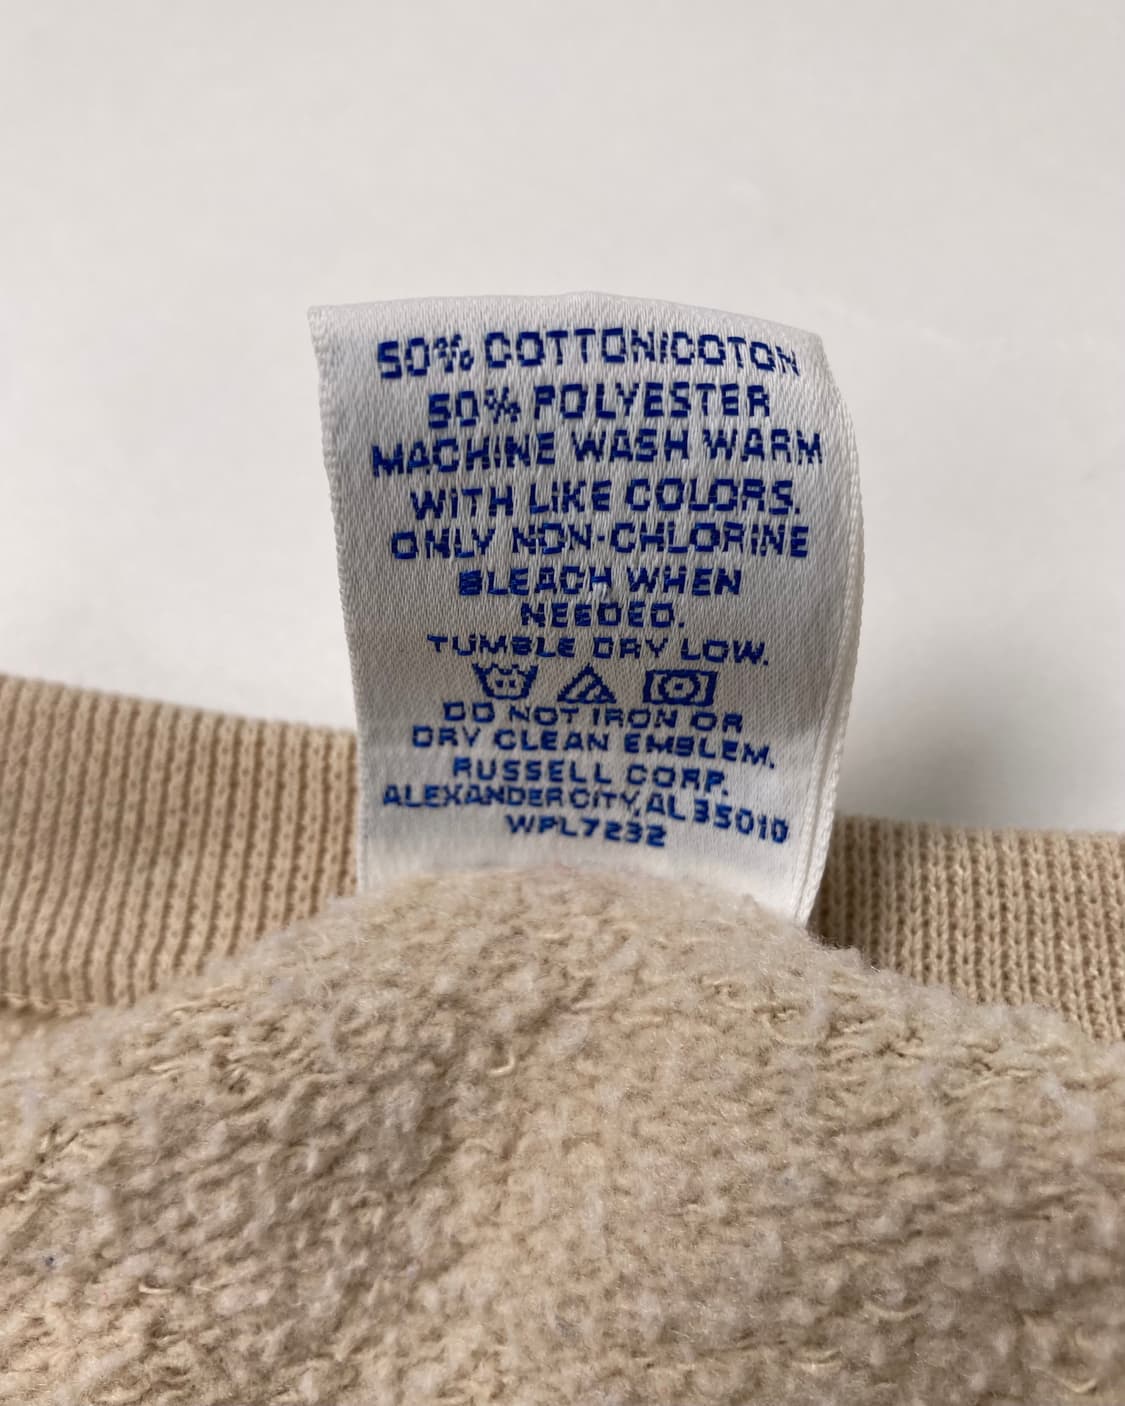 50% COTTON/COTON
50% POLYESTER
MACHINE WASH WARM
WITH LIKE COLORS.
ONLY NON-CHLORINE
BLEACH WHEN
NEEDED.
TUMBLE DRY LOW.
DO NOT IRON OR
DRY CLEAN EMBLEM.
RUSSELL CORP.
ALEXANDER CITY, AL 35010
WPL7232